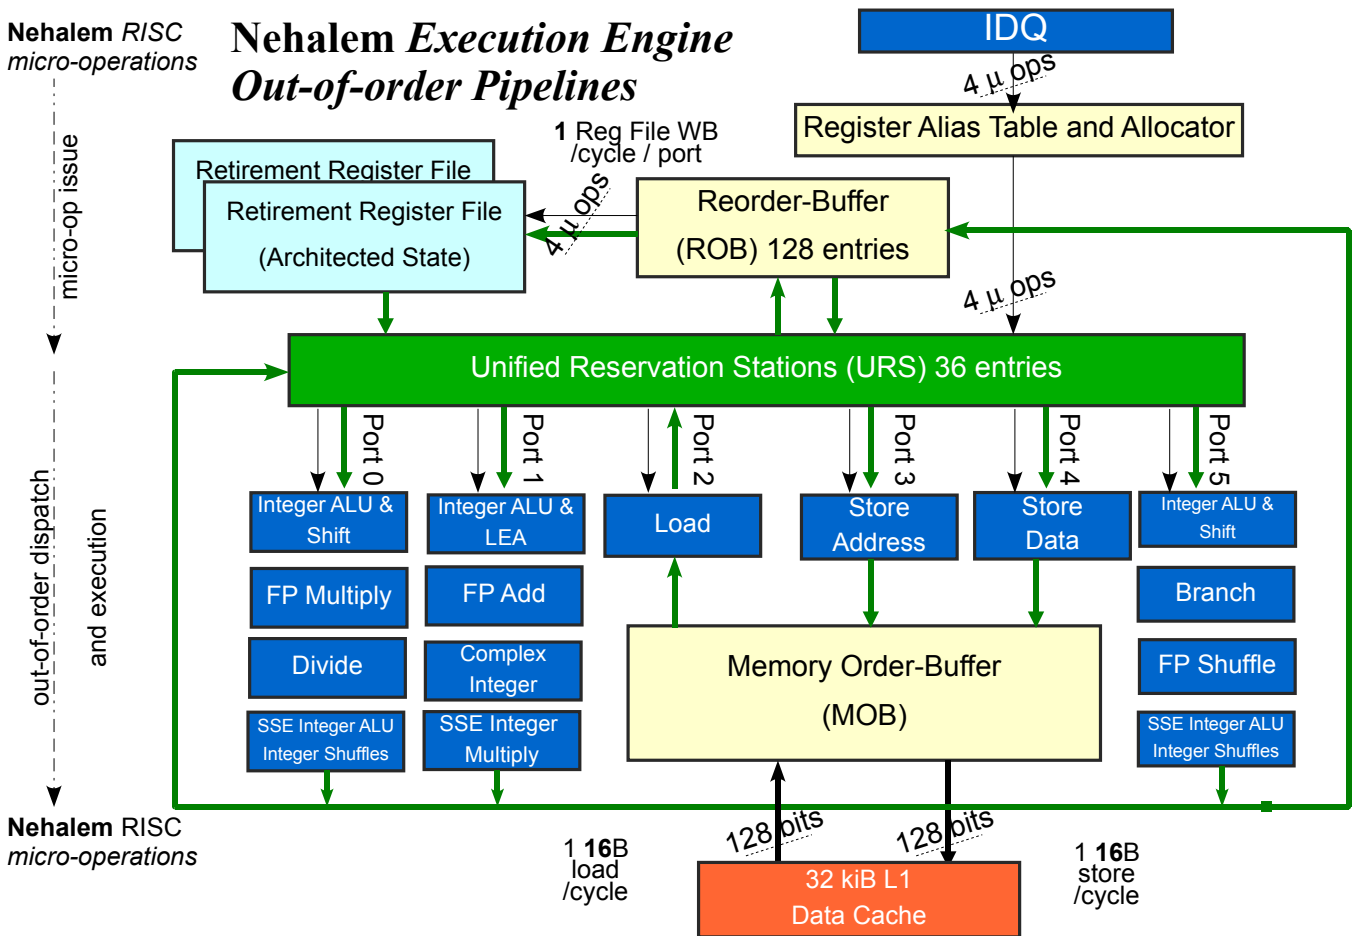 Nehalem RISC
micro-operations
Nehalem Execution Engine
Out-of-order Pipelines
IDQ
4 μ ops
Register Alias Table and Allocator
1 Reg File WB
/cycle / port
micro-op issue
Retirement Register File
Retirement Register File
(Architected State)
4 μ ops
Reorder-Buffer
(ROB) 128 entries
4 μ ops
Unified Reservation Stations (URS) 36 entries
Port 0
Port 1
Port 2
Port 3
Port 4
Port 5
out-of-order dispatch
and execution
Integer ALU &
Shift
FP Multiply
Divide
SSE Integer ALU
Integer Shuffles
Integer ALU &
LEA
FP Add
Complex
Integer
SSE Integer
Multiply
Load
Store
Address
Store
Data
Integer ALU &
Shift
Branch
FP Shuffle
SSE Integer ALU
Integer Shuffles
Memory Order-Buffer
(MOB)
Nehalem RISC
micro-operations
1 16B
load
/cycle
128 bits
128 bits
1 16B
store
/cycle
32 kiB L1
Data Cache